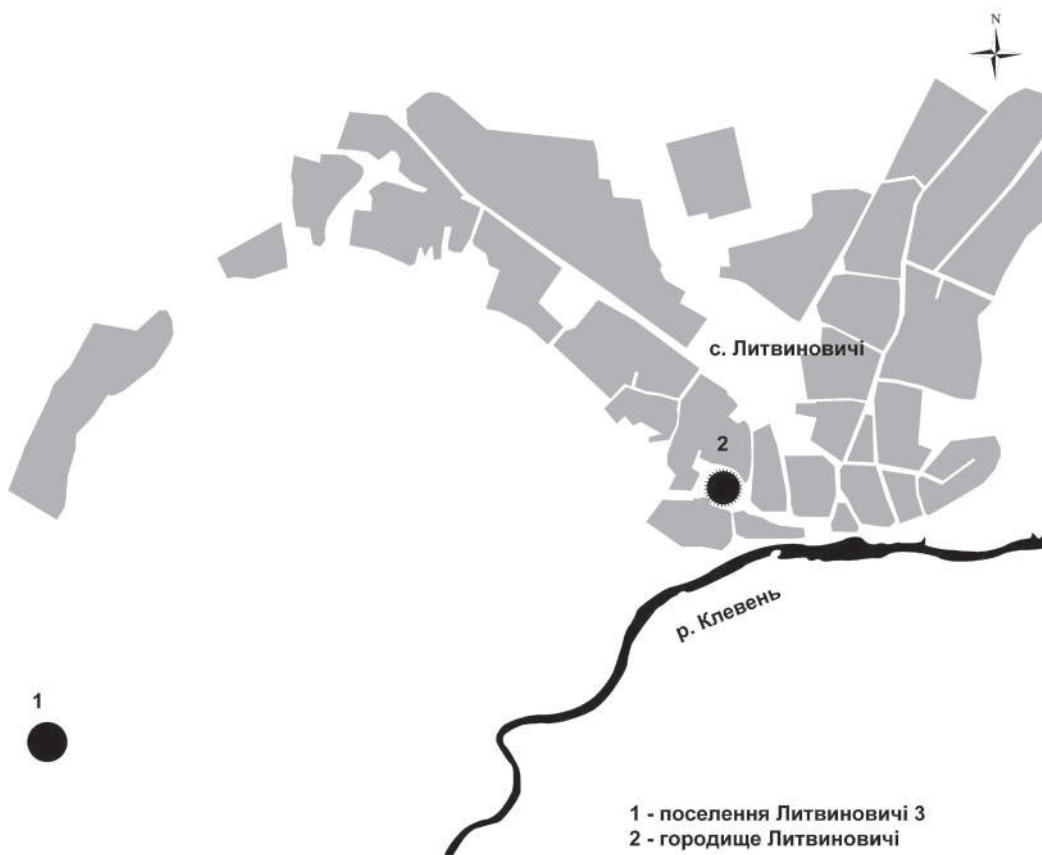 N
с. Литвиновичі
2
р. Клевень
1
1 - поселення Литвиновичі 3
2 - городище Литвиновичі